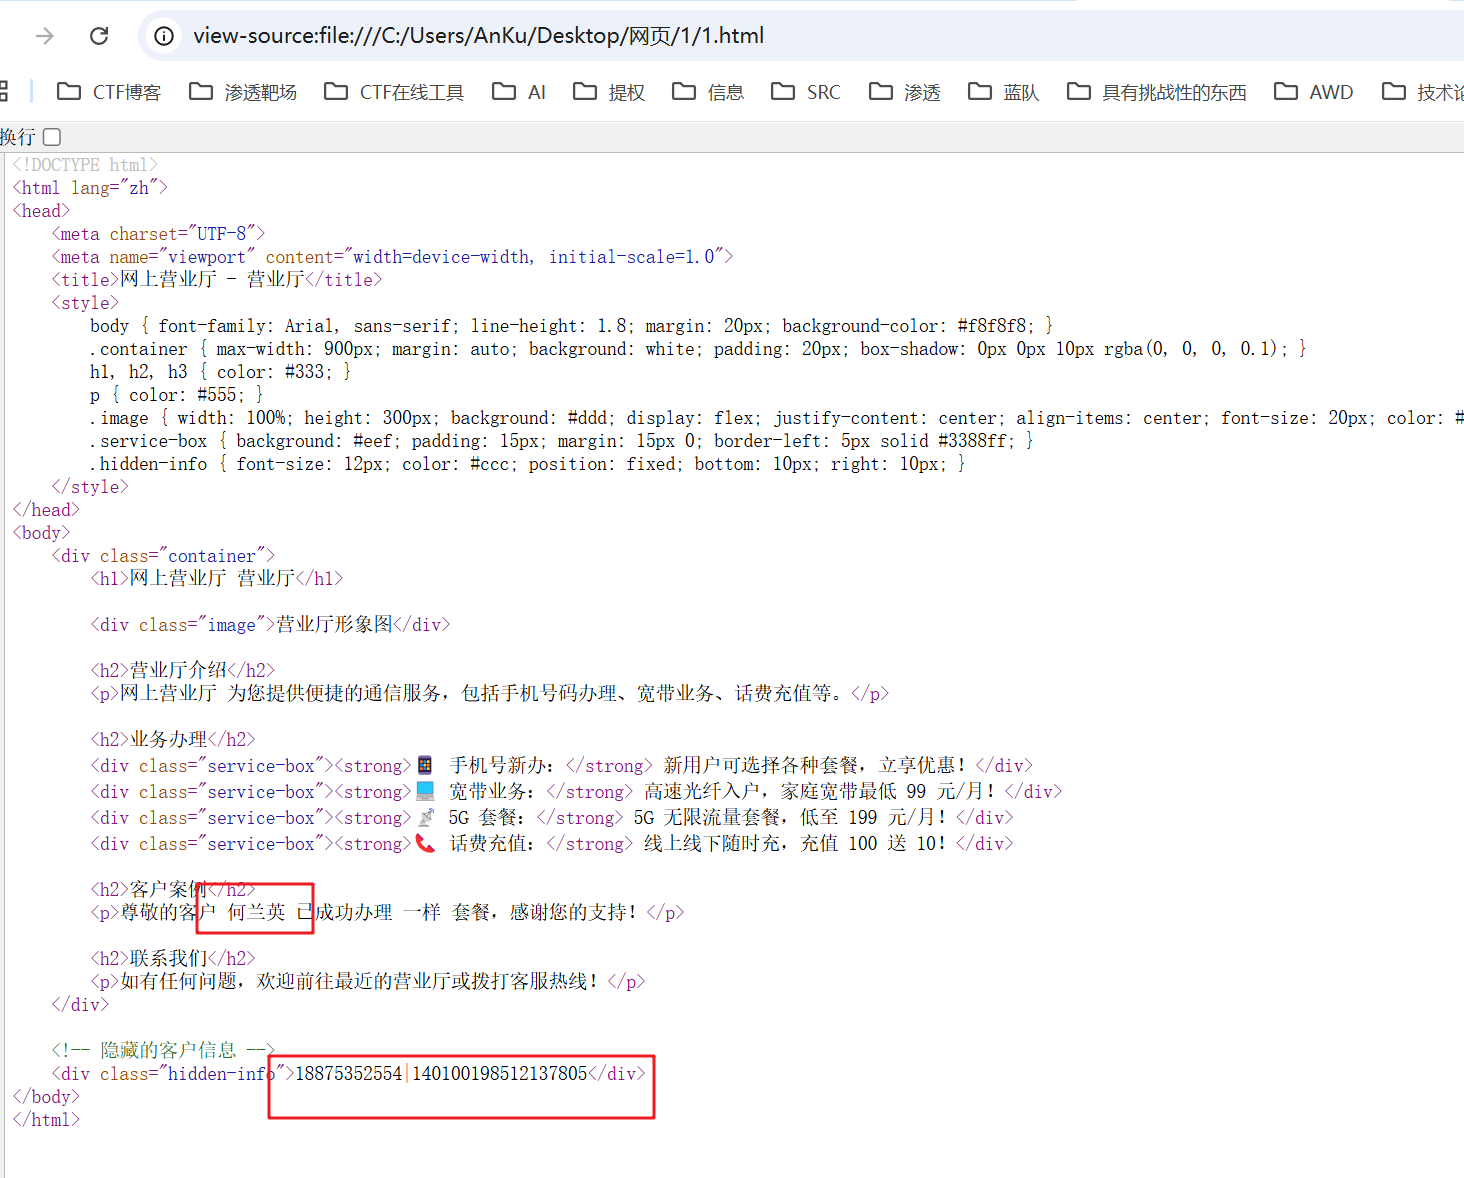 view-source:file:///C:/Users/AnKu/Desktop/网页/1/1.html
CTF博客 渗透靶场 CTF在线工具 AI 提权 信息 SRC 渗透 蓝队 具有挑战性的东西 AWD 技术论
换行
<!DOCTYPE html>
<html lang="zh">
<head>
    <meta charset="UTF-8">
    <meta name="viewport" content="width=device-width, initial-scale=1.0">
    <title>网上营业厅 - 营业厅</title>
    <style>
        body { font-family: Arial, sans-serif; line-height: 1.8; margin: 20px; background-color: #f8f8f8; }
        .container { max-width: 900px; margin: auto; background: white; padding: 20px; box-shadow: 0px 0px 10px rgba(0, 0, 0, 0.1); }
        h1, h2, h3 { color: #333; }
        p { color: #555; }
        .image { width: 100%; height: 300px; background: #ddd; display: flex; justify-content: center; align-items: center; font-size: 20px; color: #
        .service-box { background: #eef; padding: 15px; margin: 15px 0; border-left: 5px solid #3388ff; }
        .hidden-info { font-size: 12px; color: #ccc; position: fixed; bottom: 10px; right: 10px; }
    </style>
</head>
<body>
    <div class="container">
        <h1>网上营业厅 营业厅</h1>
        <div class="image">营业厅形象图</div>
        <h2>营业厅介绍</h2>
        <p>网上营业厅 为您提供便捷的通信服务，包括手机号码办理、宽带业务、话费充值等。</p>
        <h2>业务办理</h2>
        <div class="service-box"><strong>📱 手机号新办：</strong> 新用户可选择各种套餐，立享优惠！</div>
        <div class="service-box"><strong>💻 宽带业务：</strong> 高速光纤入户，家庭宽带最低 99 元/月！</div>
        <div class="service-box"><strong>📡 5G 套餐：</strong> 5G 无限流量套餐，低至 199 元/月！</div>
        <div class="service-box"><strong>📞 话费充值：</strong> 线上线下随时充，充值 100 送 10！</div>
        <h2>客户案例</h2>
        <p>尊敬的客户 何兰英 已成功办理 一样 套餐，感谢您的支持！</p>
        <h2>联系我们</h2>
        <p>如有任何问题，欢迎前往最近的营业厅或拨打客服热线！</p>
    </div>
    <!-- 隐藏的客户信息 -->
    <div class="hidden-info">18875352554|140100198512137805</div>
</body>
</html>